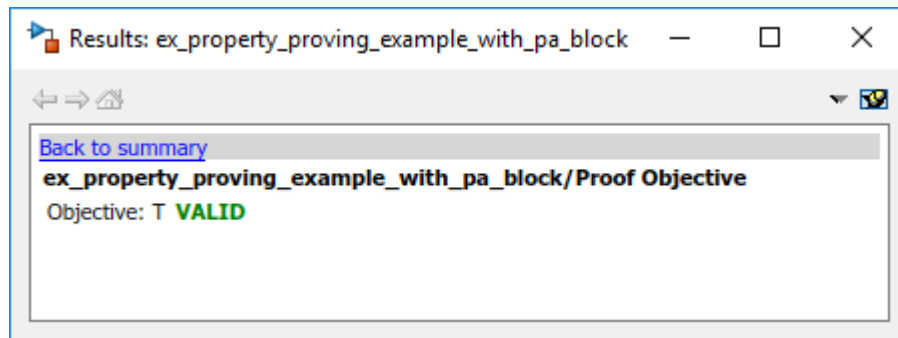 Results: ex_property_proving_example_with_pa_block
Back to summary
ex_property_proving_example_with_pa_block/Proof Objective
Objective: T VALID